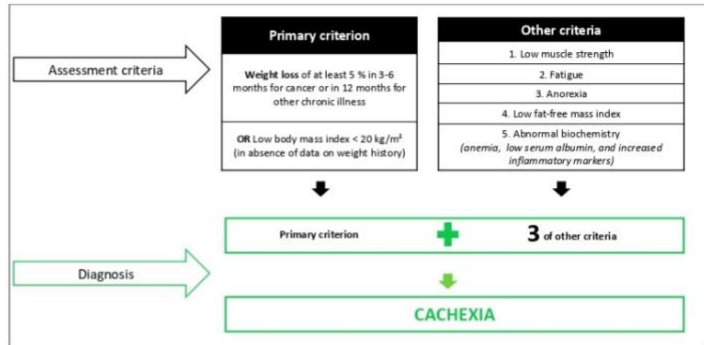 Assessment criteria
Primary criterion
Weight loss of at least 5 % in 3-6
months for cancer or in 12 months for
other chronic illness
OR Low body mass index < 20 kg/m²
(in absence of data on weight history)
Other criteria
1. Low muscle strength
2. Fatigue
3. Anorexia
4. Low fat-free mass index
5. Abnormal biochemistry
(anemia, low serum albumin, and increased
inflammatory markers)
Diagnosis
Primary criterion + 3 of other criteria
CACHEXIA